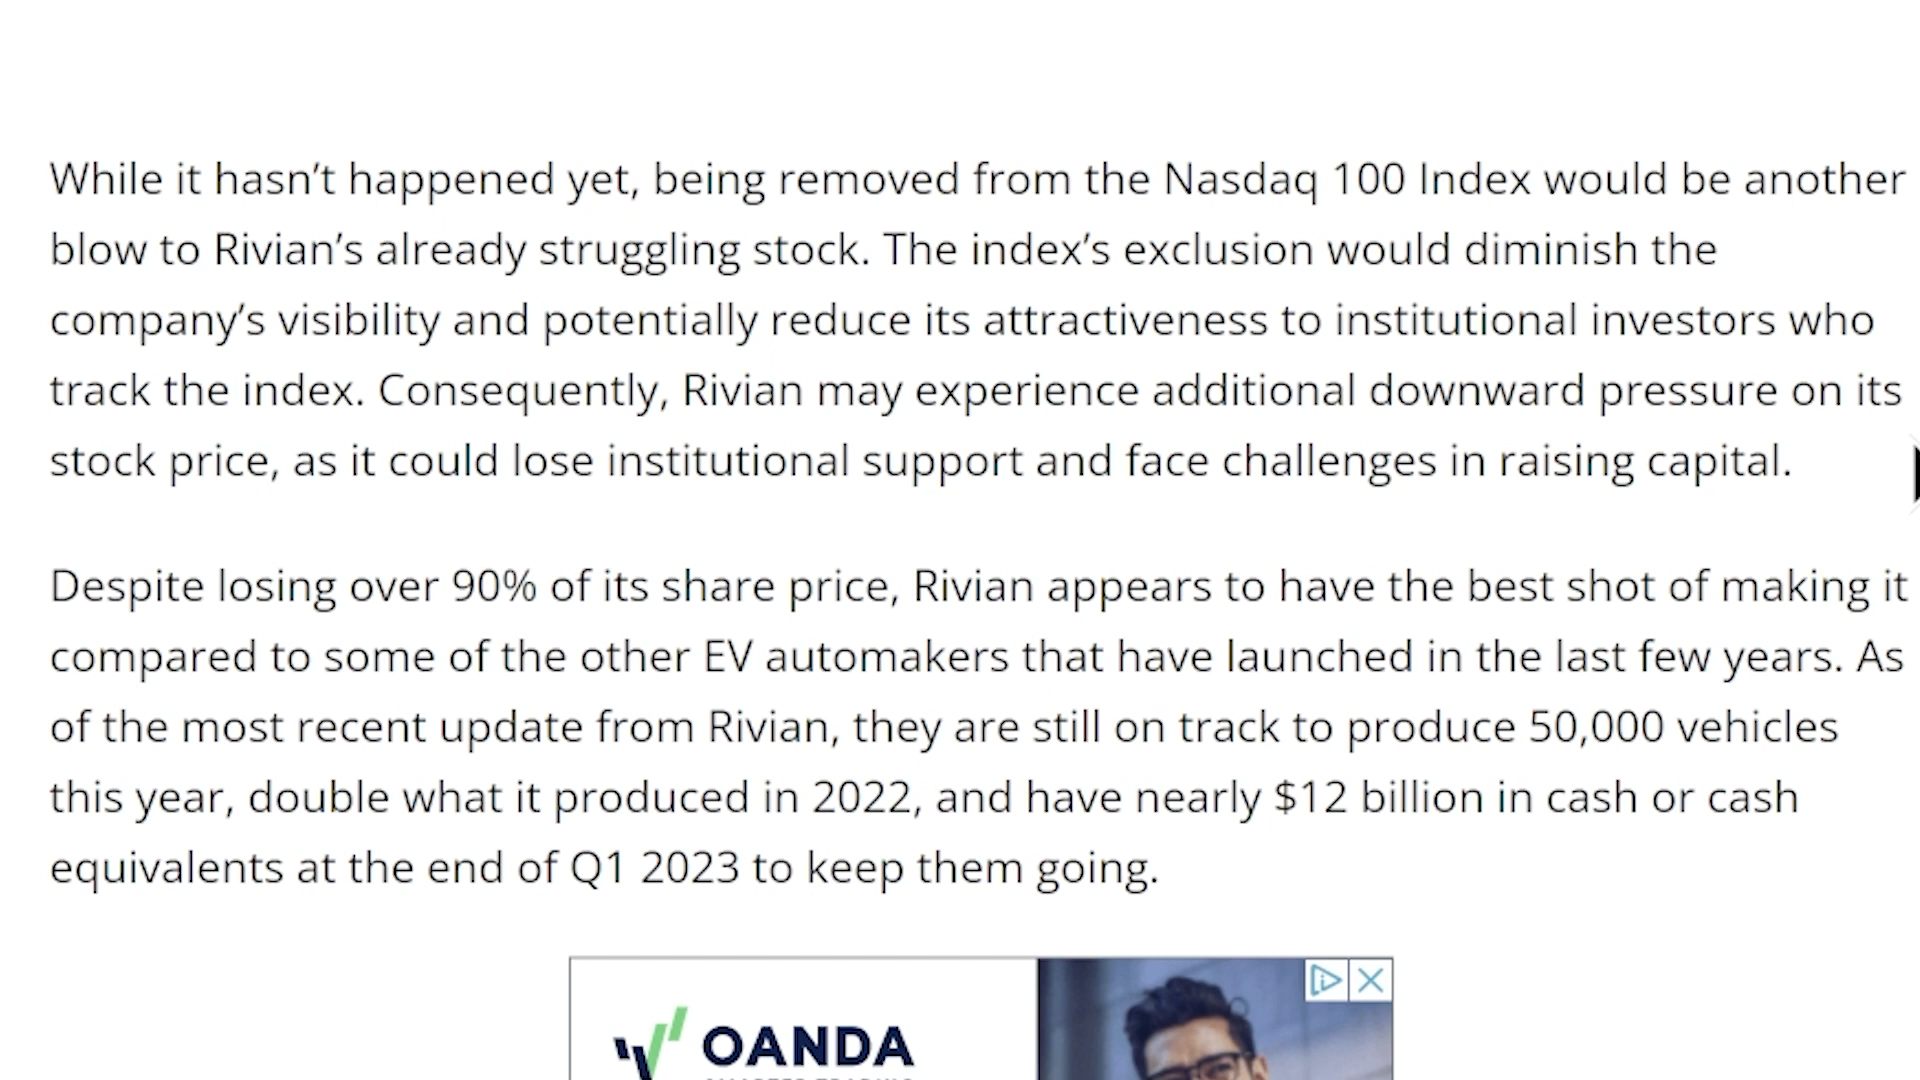 While it hasn’t happened yet, being removed from the Nasdaq 100 Index would be another
blow to Rivian’s already struggling stock. The index’s exclusion would diminish the
company’s visibility and potentially reduce its attractiveness to institutional investors who
track the index. Consequently, Rivian may experience additional downward pressure on its
stock price, as it could lose institutional support and face challenges in raising capital.
Despite losing over 90% of its share price, Rivian appears to have the best shot of making it
compared to some of the other EV automakers that have launched in the last few years. As
of the most recent update from Rivian, they are still on track to produce 50,000 vehicles
this year, double what it produced in 2022, and have nearly $12 billion in cash or cash
equivalents at the end of Q1 2023 to keep them going.
OANDA